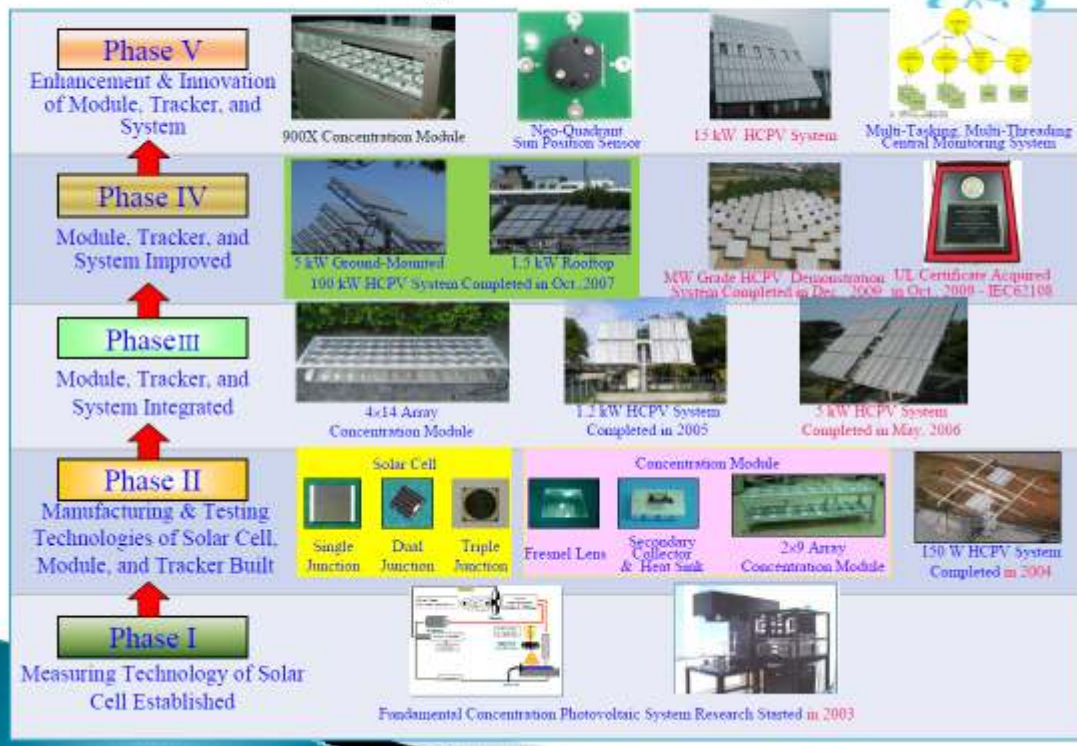 Phase V
Enhancement & Innovation
of Module, Tracker, and
System
900X Concentration Module
Neo-Quadrant
Sun Position Sensor
15 kW HCPV System
Multi-Tasking, Multi-Threading
Central Monitoring System
Phase IV
Module, Tracker, and
System Improved
5 kW Ground-Mounted
1.5 kW Rooftop
100 kW HCPV System Completed in Oct., 2007
MW Grade HCPV Demonstration
System Completed in Dec., 2009
UL Certificate Acquired
in Oct., 2009 - IEC62108
Phase III
Module, Tracker, and
System Integrated
4×14 Array
Concentration Module
1.2 kW HCPV System
Completed in 2005
5 kW HCPV System
Completed in May, 2006
Phase II
Manufacturing & Testing
Technologies of Solar Cell,
Module, and Tracker Built
Solar Cell
Single
Junction
Dual
Junction
Triple
Junction
Concentration Module
Fresnel Lens
Secondary
Collector
& Heat Sink
2×9 Array
Concentration Module
150 W HCPV System
Completed in 2004
Phase I
Measuring Technology of Solar
Cell Established
Fundamental Concentration Photovoltaic System Research Started in 2003